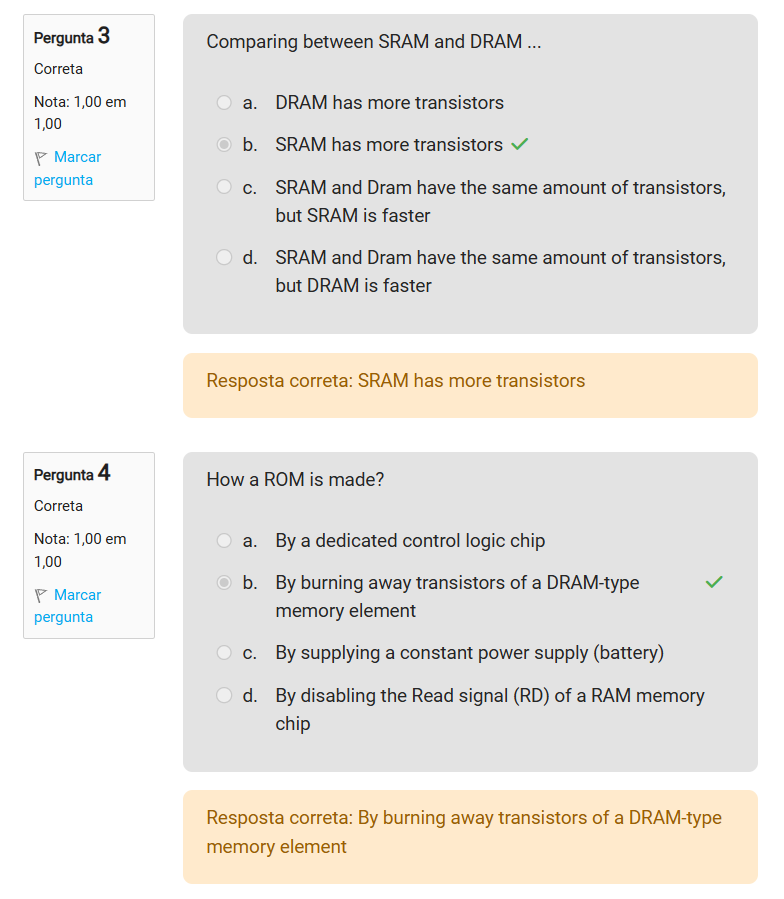 Pergunta 3
Correta
Nota: 1,00 em
1,00
Marcar
pergunta
Comparing between SRAM and DRAM ...
a. DRAM has more transistors
b. SRAM has more transistors
c. SRAM and Dram have the same amount of transistors,
but SRAM is faster
d. SRAM and Dram have the same amount of transistors,
but DRAM is faster
Resposta correta: SRAM has more transistors
Pergunta 4
Correta
Nota: 1,00 em
1,00
Marcar
pergunta
How a ROM is made?
a. By a dedicated control logic chip
b. By burning away transistors of a DRAM-type
memory element
c. By supplying a constant power supply (battery)
d. By disabling the Read signal (RD) of a RAM memory
chip
Resposta correta: By burning away transistors of a DRAM-type
memory element